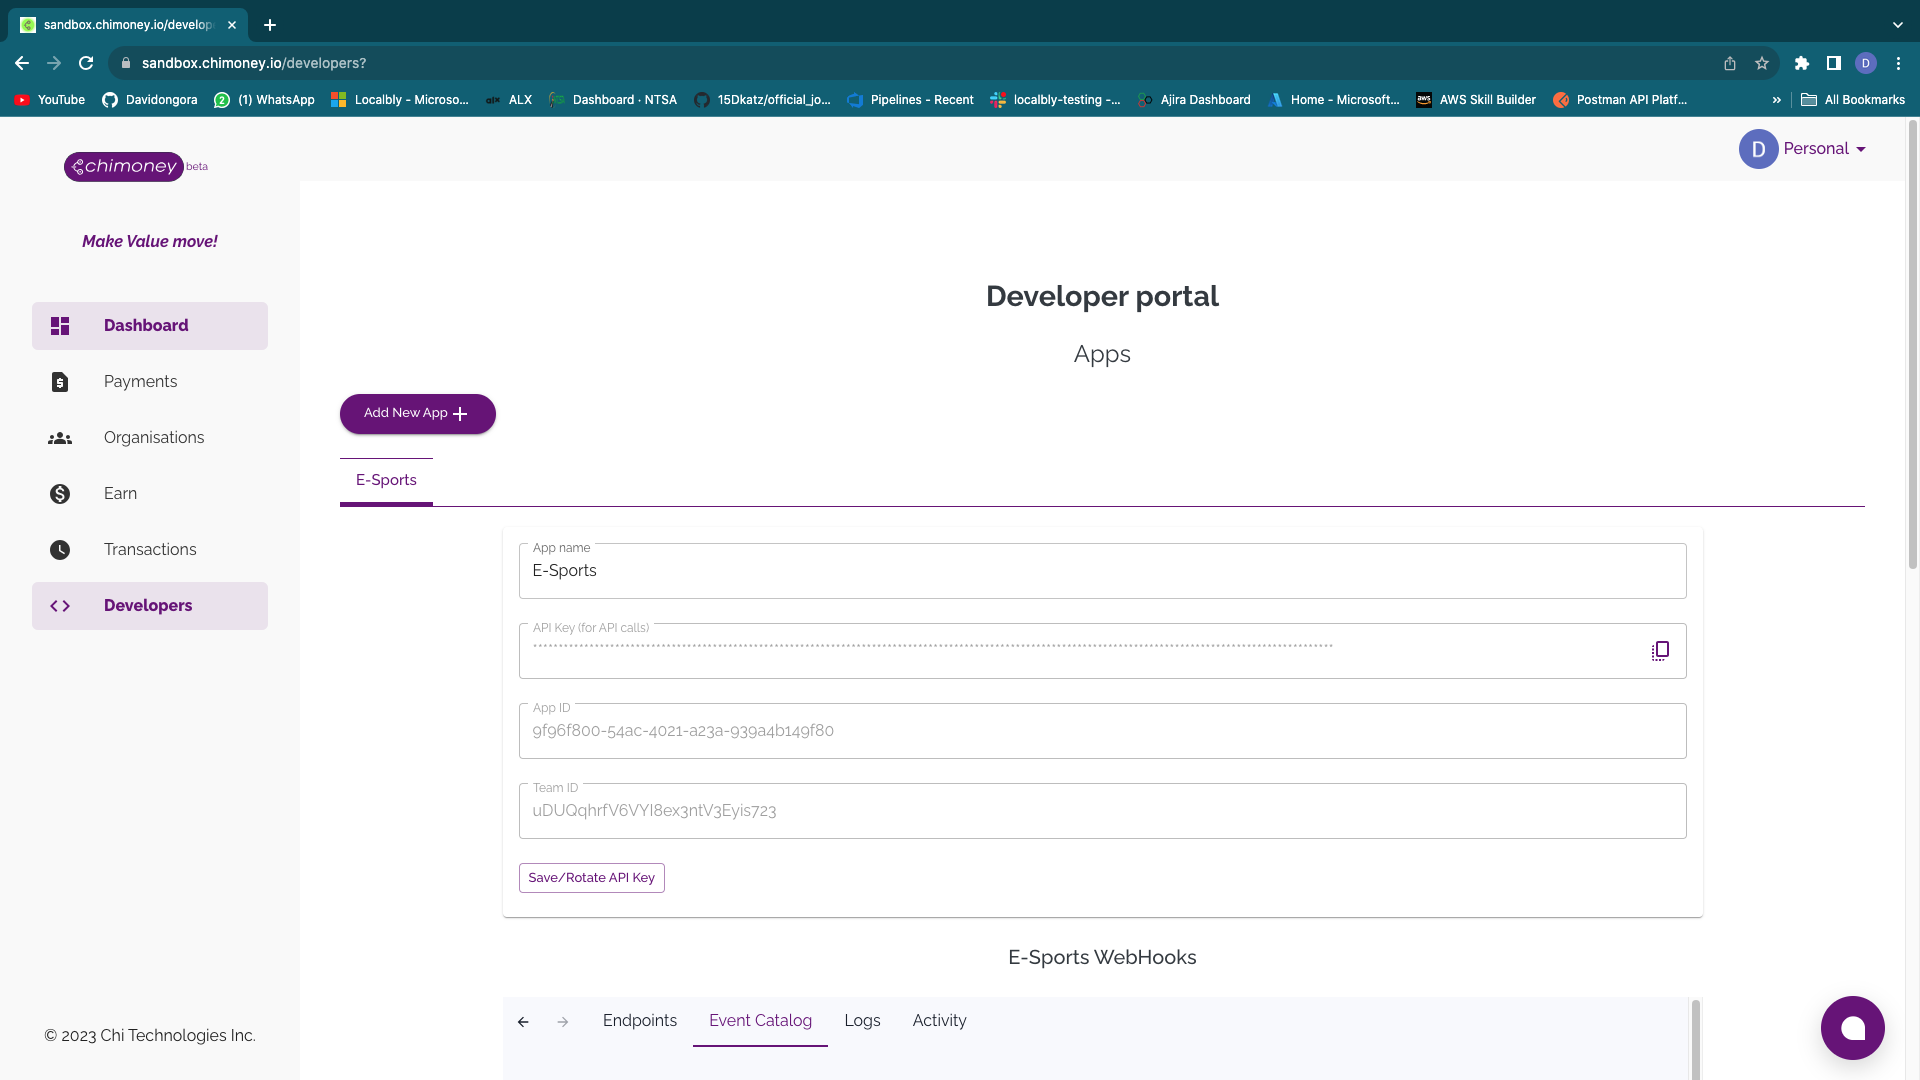 sandbox.chimoney.io/develop
sandbox.chimoney.io/developers?
D
YouTube
Davidongora
2
(1) WhatsApp
Localbly - Microso...
ALX
Dashboard · NTSA
15Dkatz/official_jo...
Pipelines - Recent
localbly-testing -...
Ajira Dashboard
Home - Microsoft...
aws
AWS Skill Builder
Postman API Platf...
»
All Bookmarks
chimoney beta
D Personal
Make Value move!
Dashboard
Payments
Organisations
Earn
Transactions
Developers
© 2023 Chi Technologies Inc.
Developer portal
Apps
Add New App +
E-Sports
App name
E-Sports
API Key (for API calls)
App ID
9f96f800-54ac-4021-a23a-939a4b149f80
Team ID
uDUQqhrfV6VYI8ex3ntV3Eyis723
Save/Rotate API Key
E-Sports WebHooks
Endpoints
Event Catalog
Logs
Activity